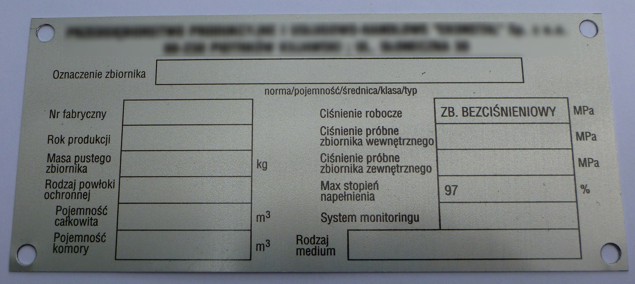 Oznaczenie zbiornika
norma/pojemność/średnica/klasa/typ
Nr fabryczny
Rok produkcji
Masa pustego
zbiornika
kg
Rodzaj powłoki
ochronnej
Pojemność
całkowita
m³
Pojemność
komory
m³
Ciśnienie robocze
ZB. BEZCIŚNIENIOWY
MPa
Ciśnienie próbne
zbiornika wewnętrznego
MPa
Ciśnienie próbne
zbiornika zewnętrznego
MPa
Max stopień
napełnienia
97
%
System monitoringu
Rodzaj
medium